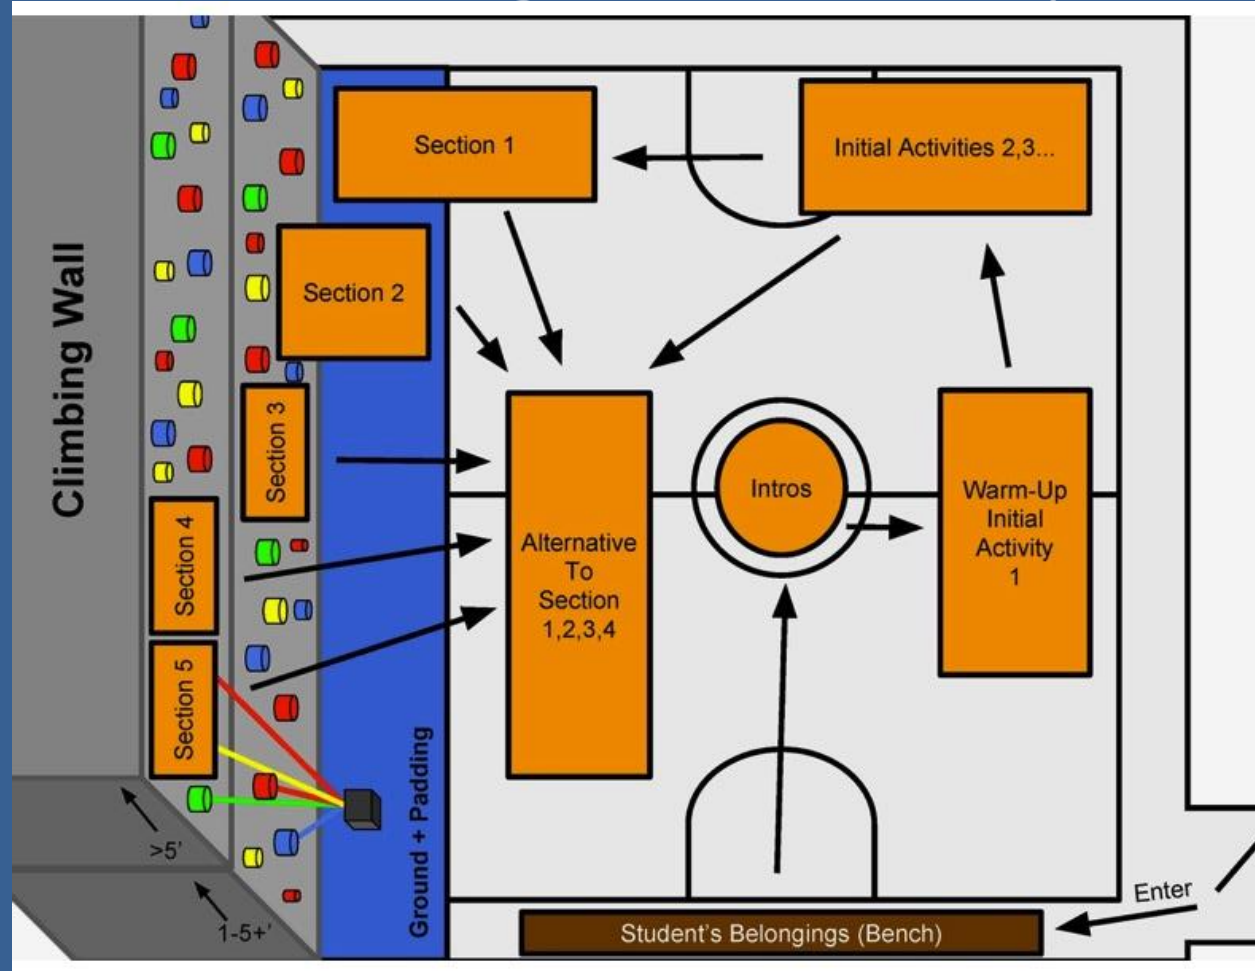 Section 1
Initial Activities 2,3...
Climbing Wall
Section 2
Section 3
Section 4
Section 5
Alternative
To
Section
1,2,3,4
Intros
Warm-Up
Initial
Activity
1
Ground + Padding
>5'
1-5+'
Enter
Student's Belongings (Bench)